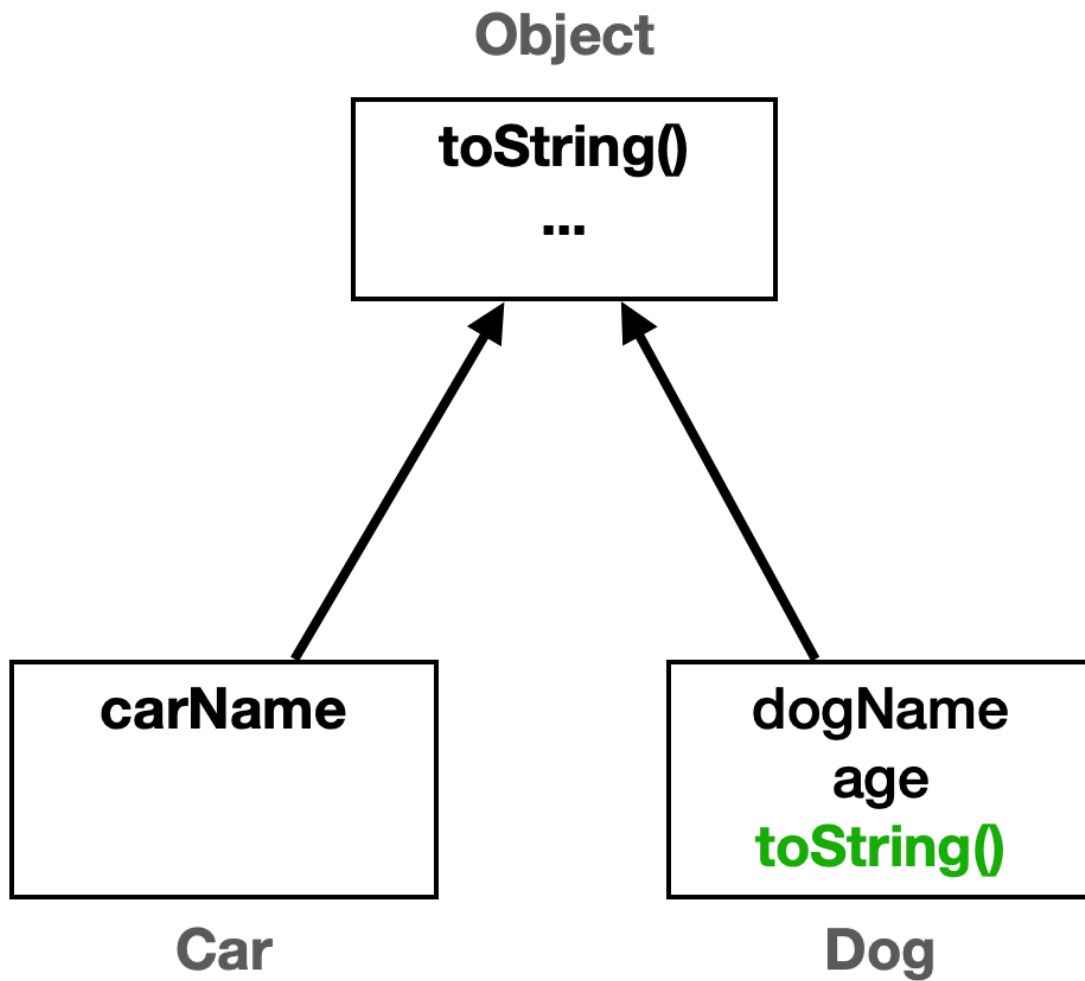 Object
toString()
...
carName
Car
dogName
age
toString()
Dog